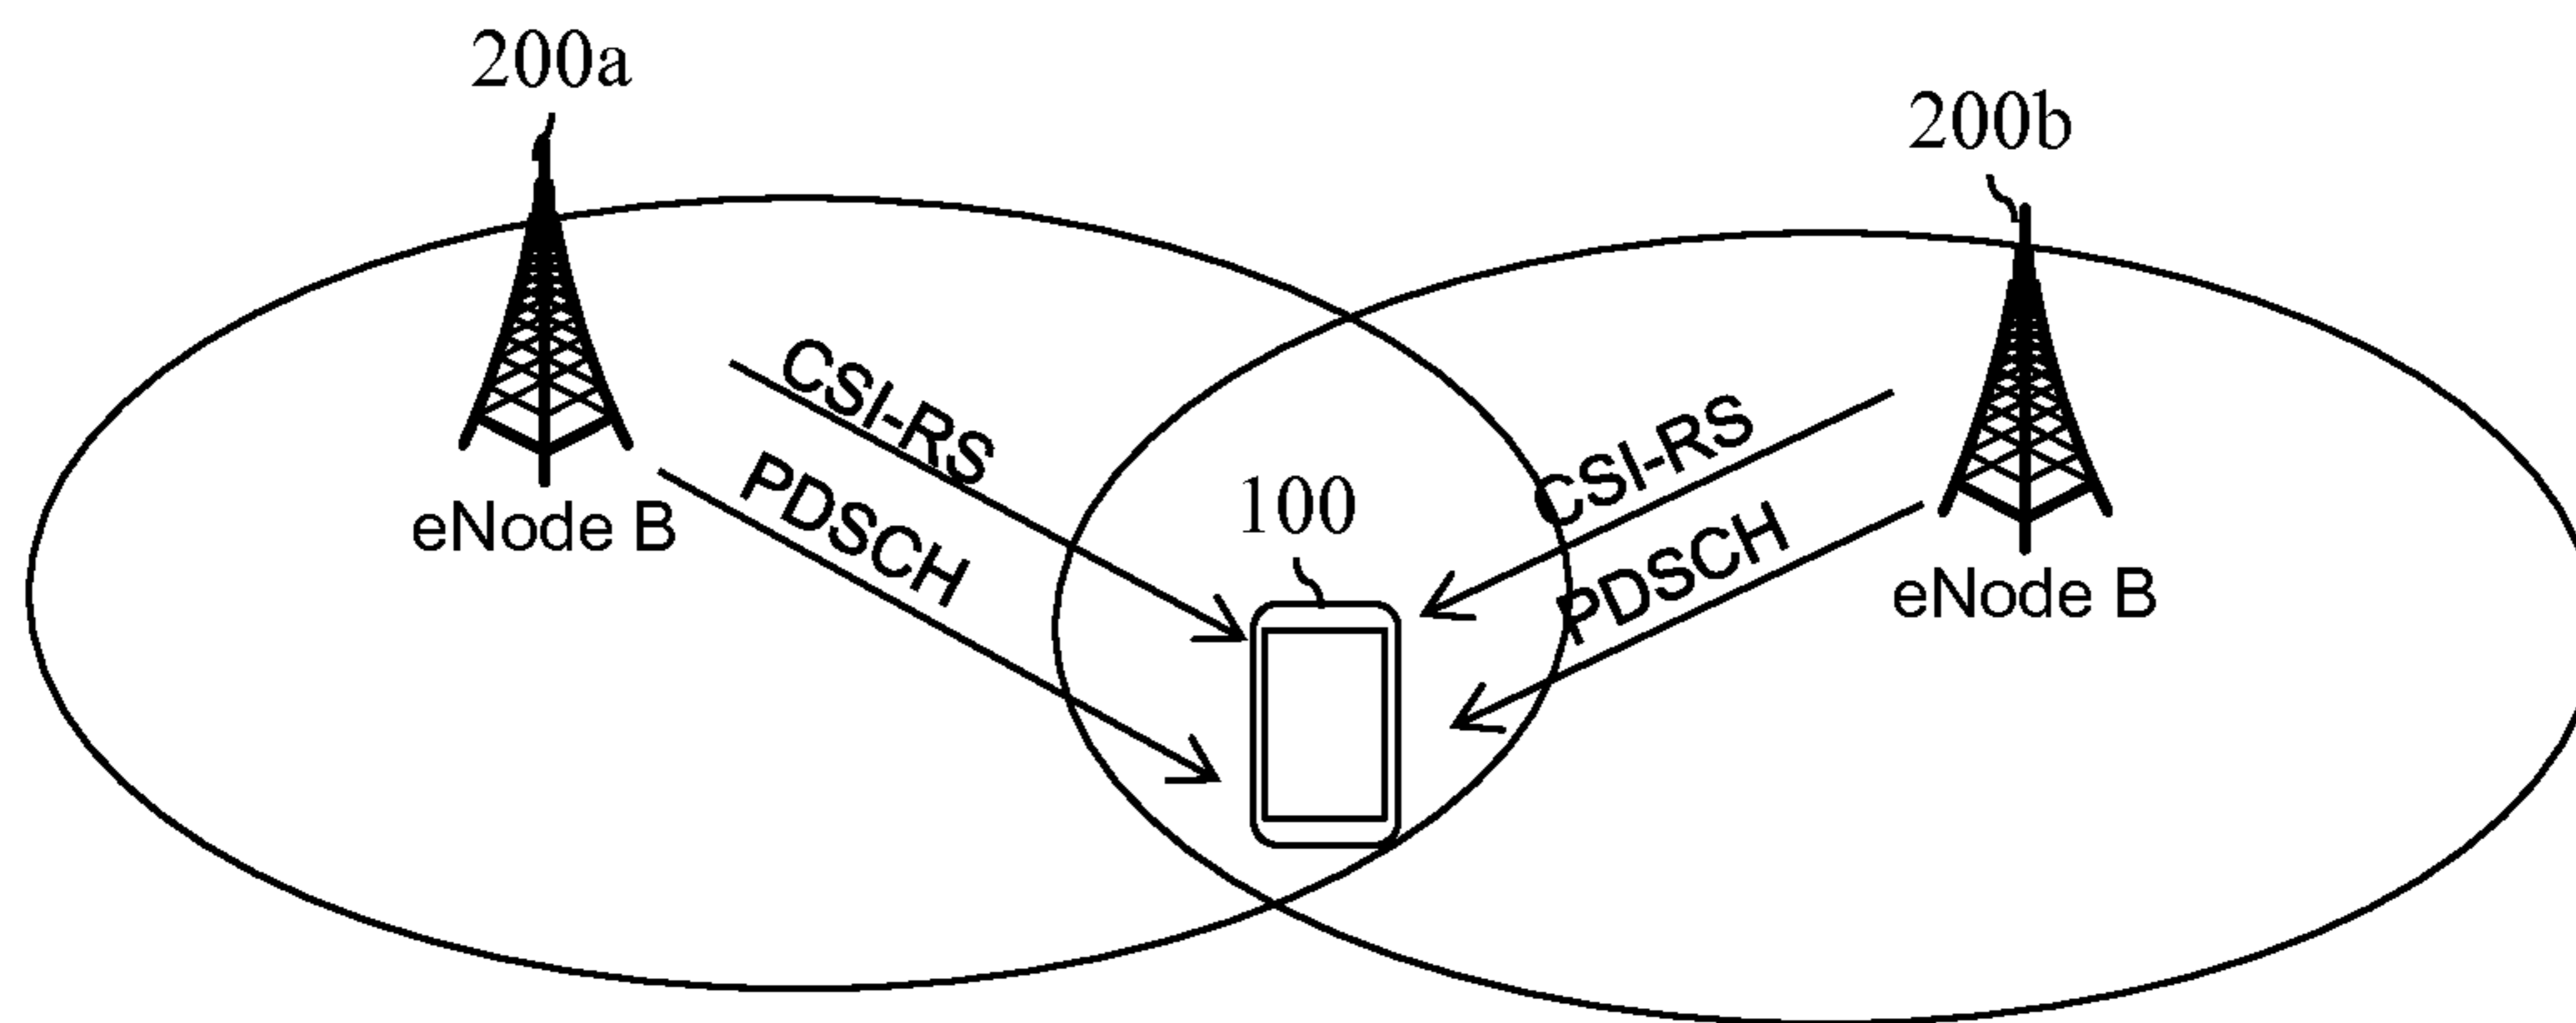 200a
200b
CSI-RS
PDSCH
eNode B
100
CSI-RS
PDSCH
eNode B